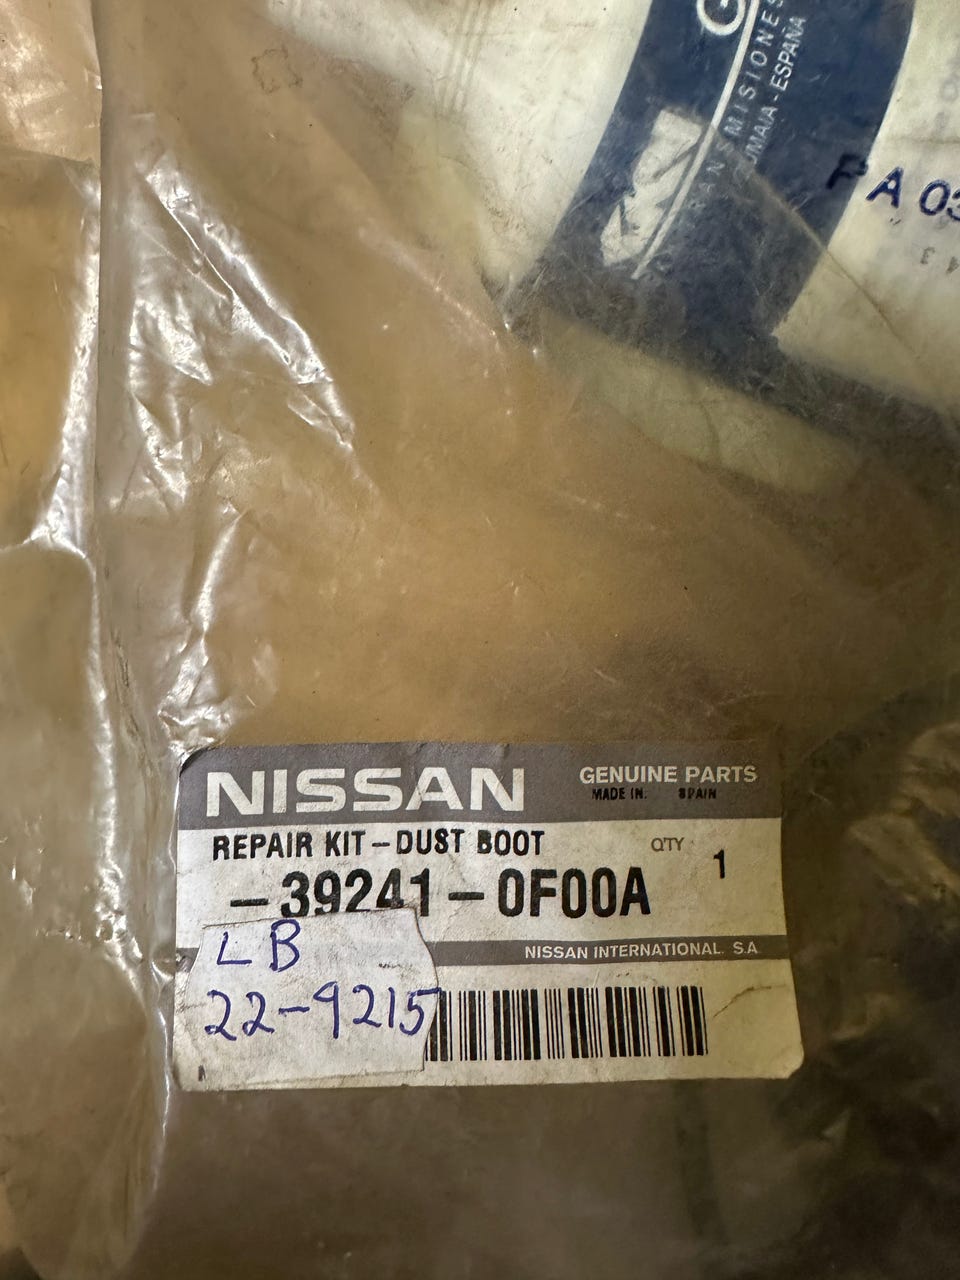 ANSMISIONES
UMAIA - ESPAÑA
PA 03
NISSAN
GENUINE PARTS
MADE IN. SPAIN
REPAIR KIT-DUST BOOT
QTY 1
-39241-0F00A
NISSAN INTERNATIONAL. S.A
LB
22-9215